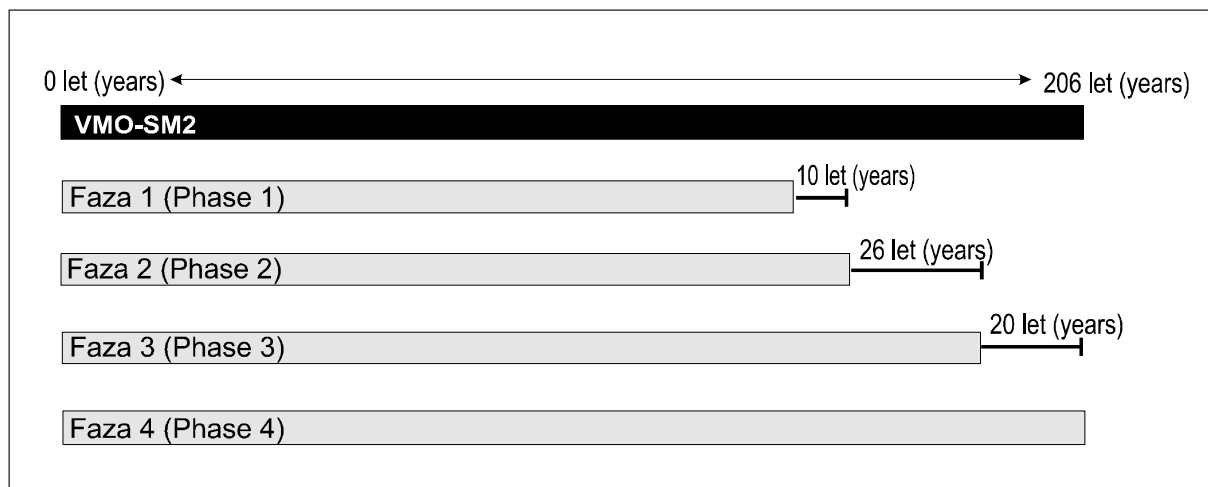 0 let (years)
206 let (years)
VMO-SM2
10 let (years)
Faza 1 (Phase 1)
26 let (years)
Faza 2 (Phase 2)
20 let (years)
Faza 3 (Phase 3)
Faza 4 (Phase 4)